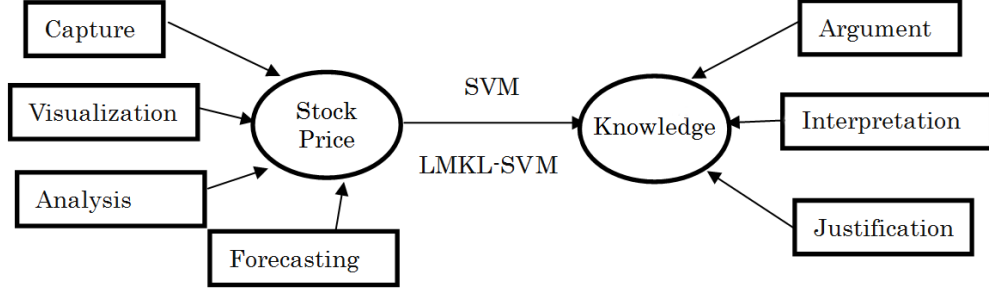 Capture
Argument
SVM
Visualization
Stock
Price
Knowledge
Interpretation
LMKL-SVM
Analysis
Justification
Forecasting